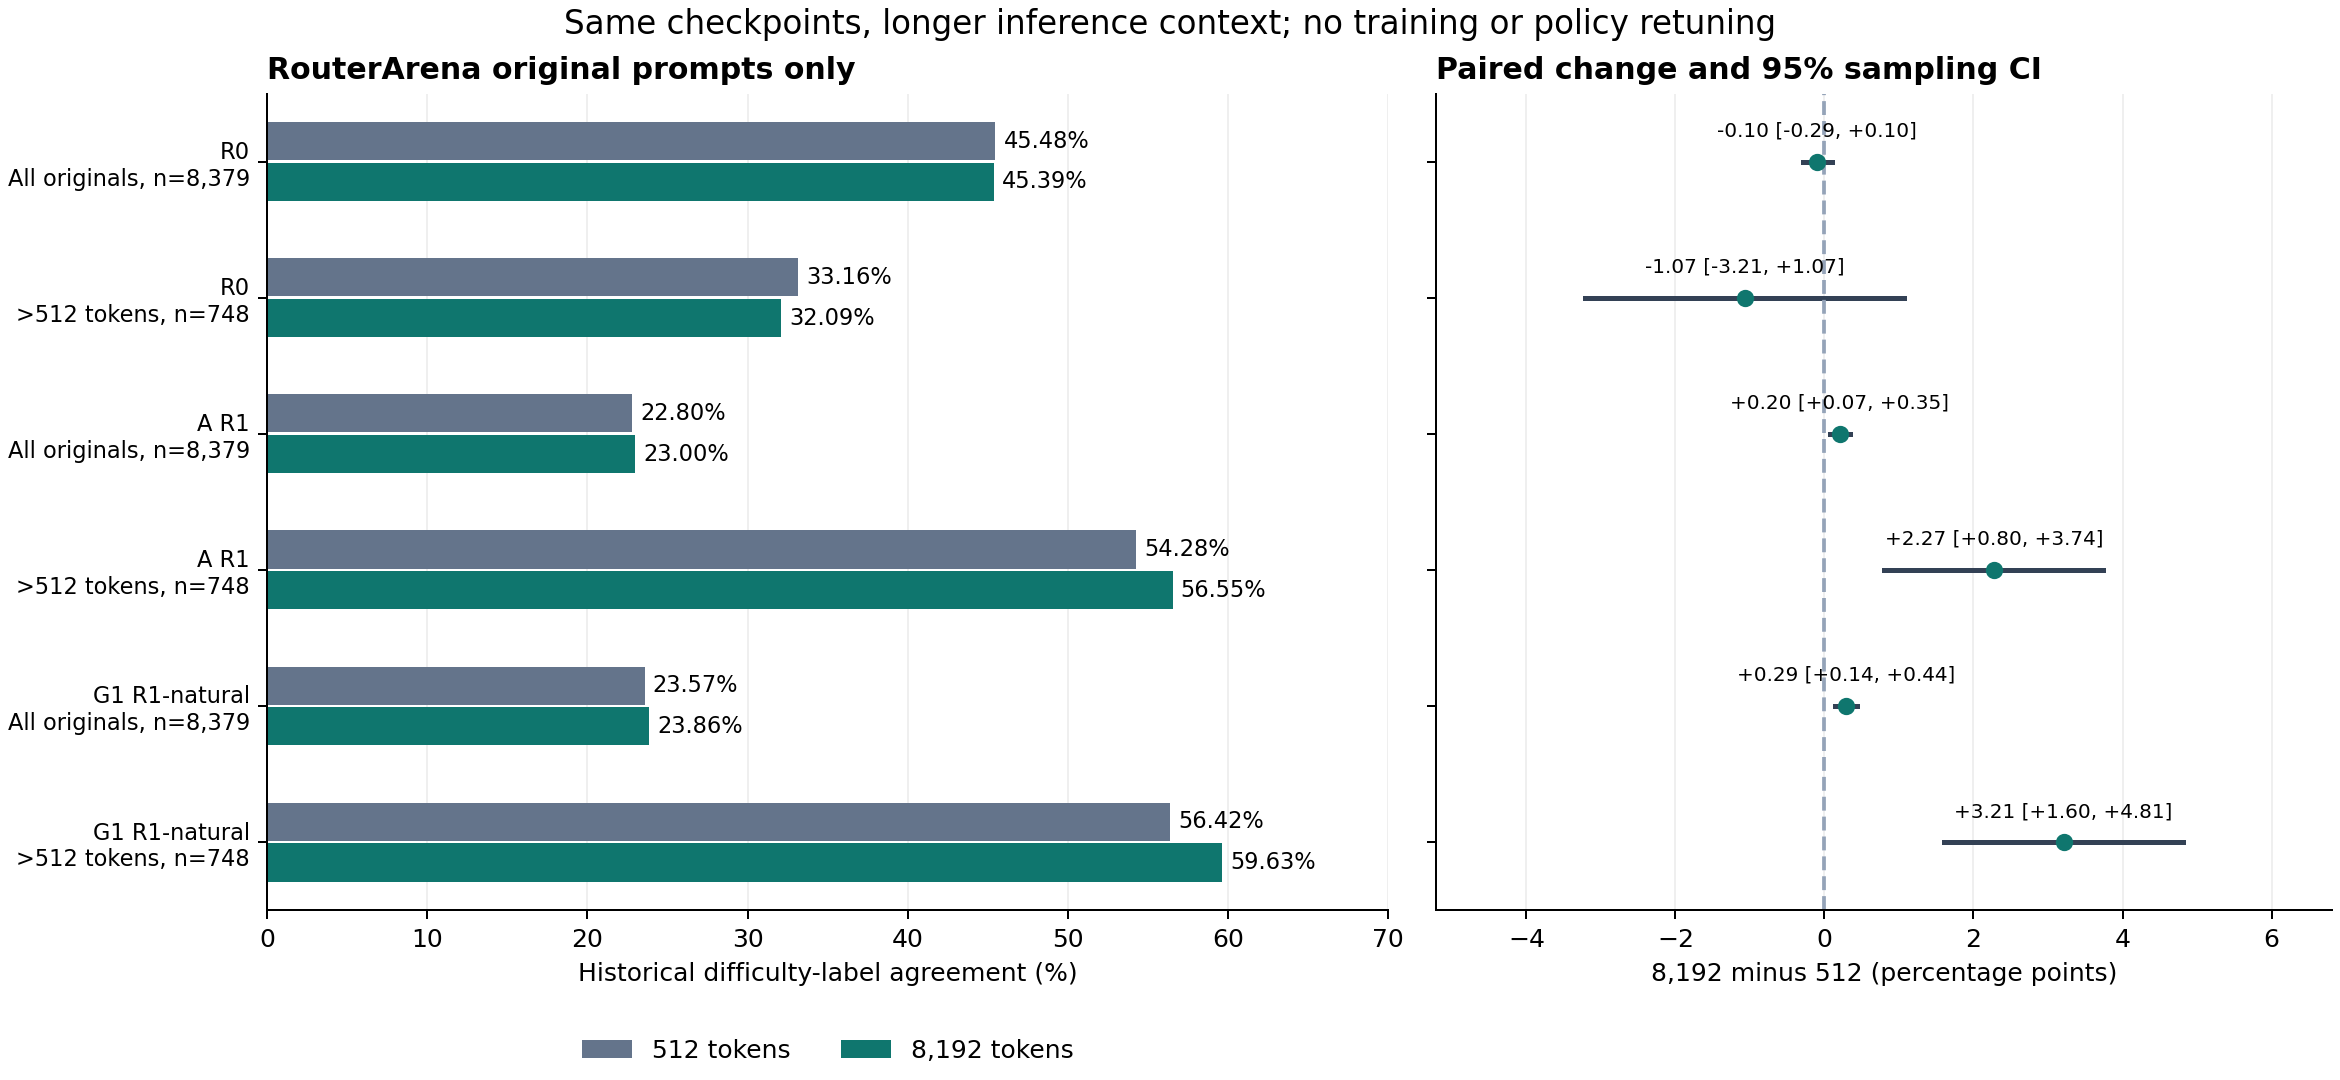 Same checkpoints, longer inference context; no training or policy retuning
RouterArena original prompts only
R0
All originals, n=8,379
45.48%
45.39%
R0
>512 tokens, n=748
33.16%
32.09%
A R1
All originals, n=8,379
22.80%
23.00%
A R1
>512 tokens, n=748
54.28%
56.55%
G1 R1-natural
All originals, n=8,379
23.57%
23.86%
G1 R1-natural
>512 tokens, n=748
56.42%
59.63%
0 10 20 30 40 50 60 70
Historical difficulty-label agreement (%)
512 tokens
8,192 tokens
Paired change and 95% sampling CI
-0.10 [-0.29, +0.10]
-1.07 [-3.21, +1.07]
+0.20 [+0.07, +0.35]
+2.27 [+0.80, +3.74]
+0.29 [+0.14, +0.44]
+3.21 [+1.60, +4.81]
−4 −2 0 2 4 6
8,192 minus 512 (percentage points)